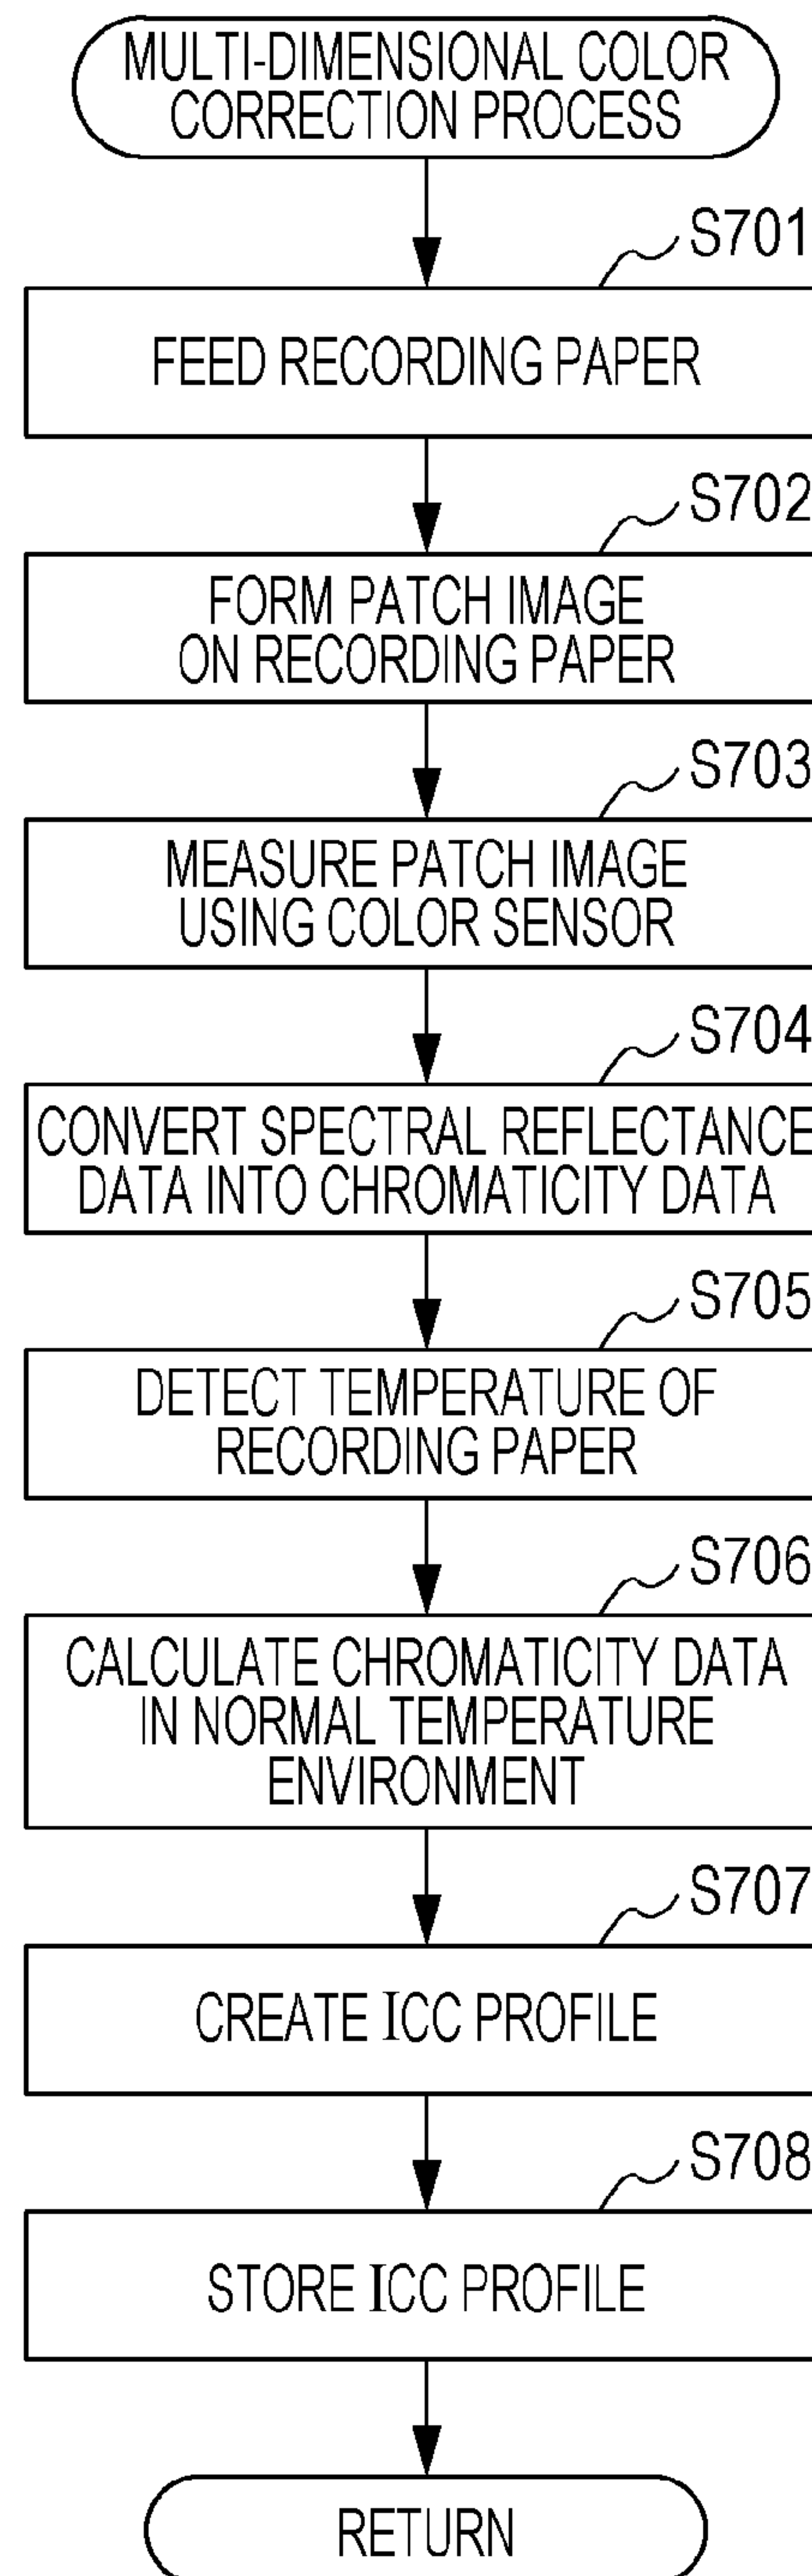 MULTI-DIMENSIONAL COLOR
CORRECTION PROCESS
S701
FEED RECORDING PAPER
S702
FORM PATCH IMAGE
ON RECORDING PAPER
S703
MEASURE PATCH IMAGE
USING COLOR SENSOR
S704
CONVERT SPECTRAL REFLECTANCE
DATA INTO CHROMATICITY DATA
S705
DETECT TEMPERATURE OF
RECORDING PAPER
S706
CALCULATE CHROMATICITY DATA
IN NORMAL TEMPERATURE
ENVIRONMENT
S707
CREATE ICC PROFILE
S708
STORE ICC PROFILE
RETURN